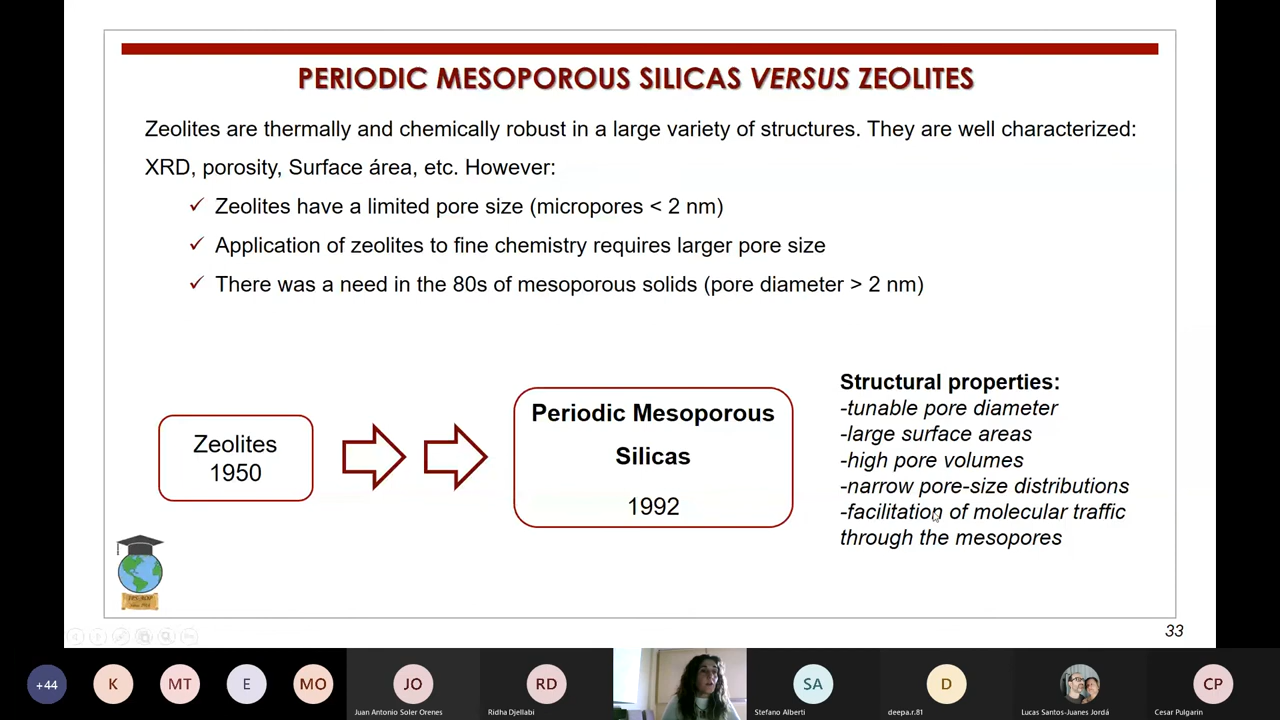 PERIODIC MESOPOROUS SILICAS VERSUS ZEOLITES
Zeolites are thermally and chemically robust in a large variety of structures. They are well characterized:
XRD, porosity, Surface área, etc. However:
✓ Zeolites have a limited pore size (micropores < 2 nm)
✓ Application of zeolites to fine chemistry requires larger pore size
✓ There was a need in the 80s of mesoporous solids (pore diameter > 2 nm)
Zeolites
1950
Periodic Mesoporous
Silicas
1992
Structural properties:
-tunable pore diameter
-large surface areas
-high pore volumes
-narrow pore-size distributions
-facilitation of molecular traffic
through the mesopores
33
+44
K
MT
E
MO
JO
Juan Antonio Soler Orenes
RD
Ridha Djellabi
SA
Stefano Alberti
D
deepa.r.81
Lucas Santos-Juanes Jordá
CP
Cesar Pulgarin